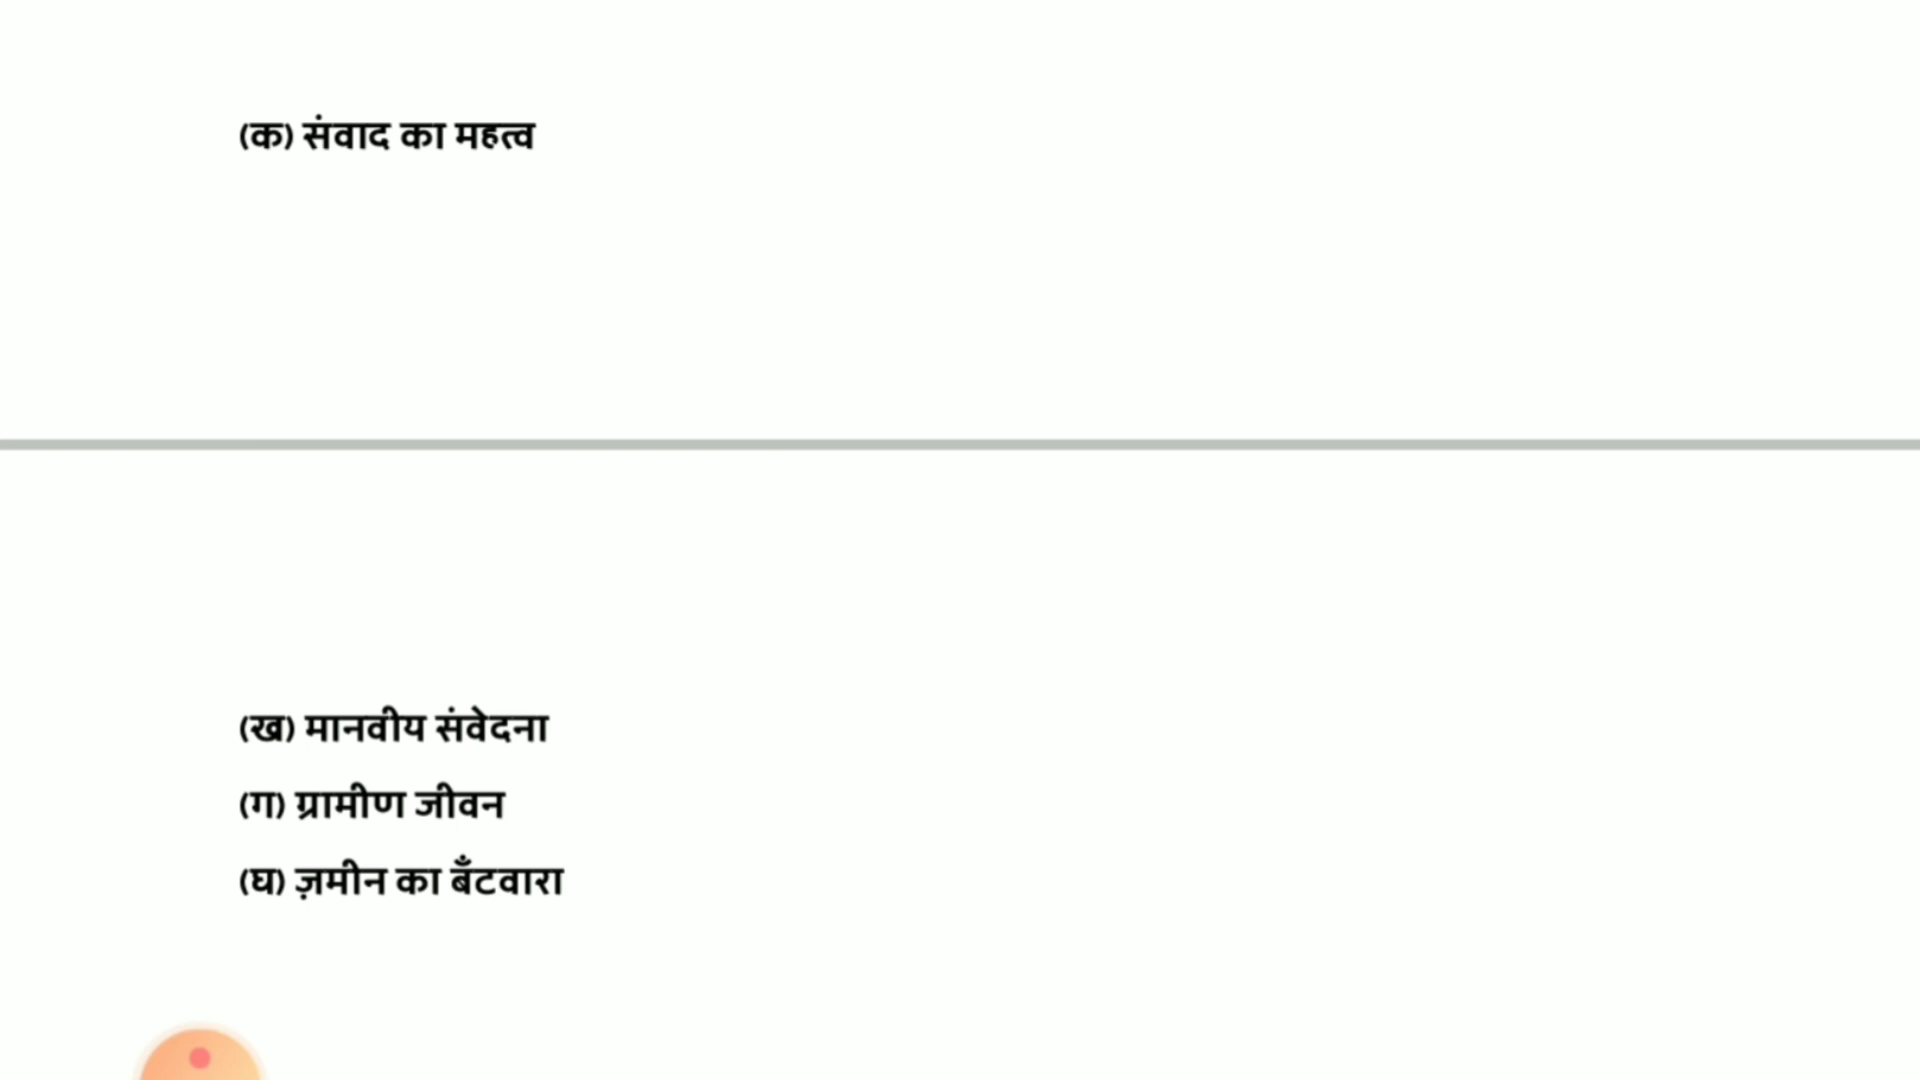 (क) संवाद का महत्व
(ख) मानवीय संवेदना
(ग) ग्रामीण जीवन
(घ) ज़मीन का बँटवारा